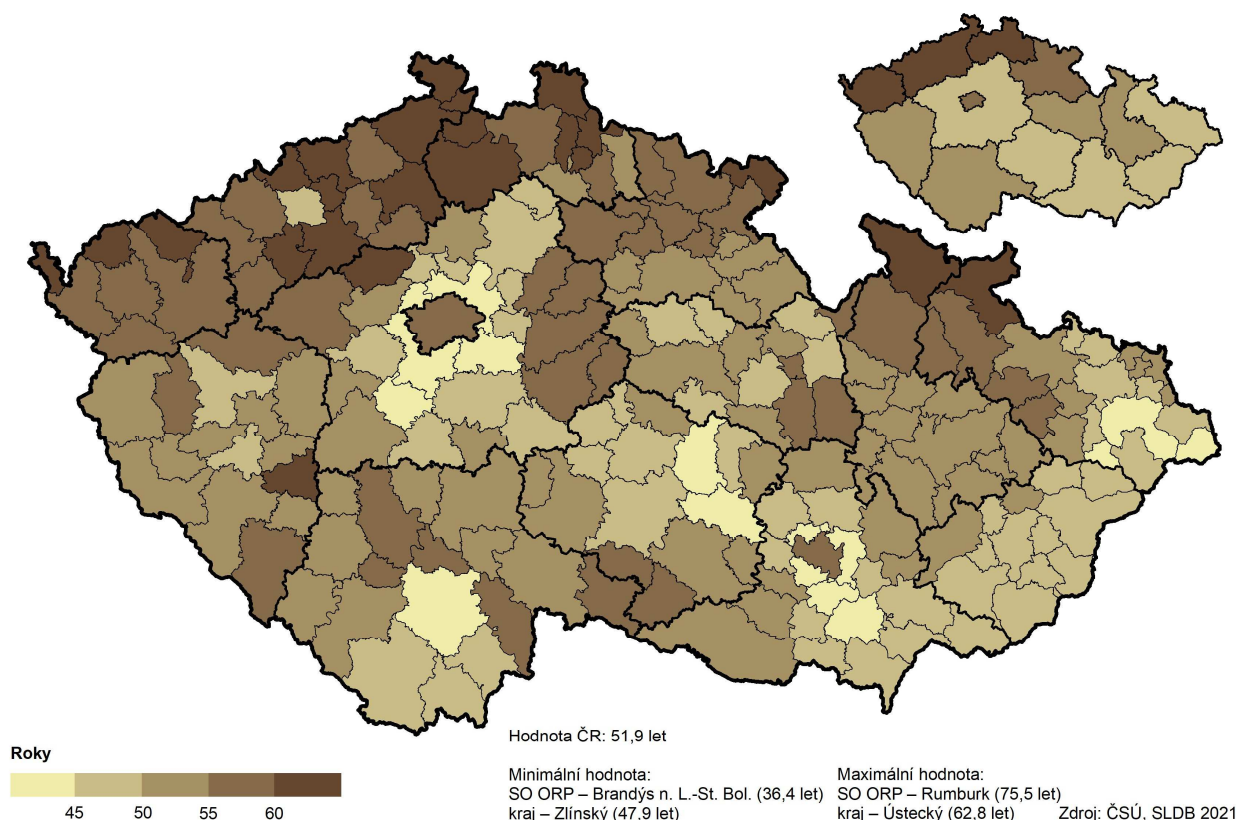 Hodnota ČR: 51,9 let
Roky
45 50 55 60
Minimální hodnota:
SO ORP – Brandýs n. L.-St. Bol. (36,4 let)
kraj – Zlínský (47,9 let)
Maximální hodnota:
SO ORP – Rumburk (75,5 let)
kraj – Ústecký (62,8 let)
Zdroj: ČSÚ, SLDB 2021